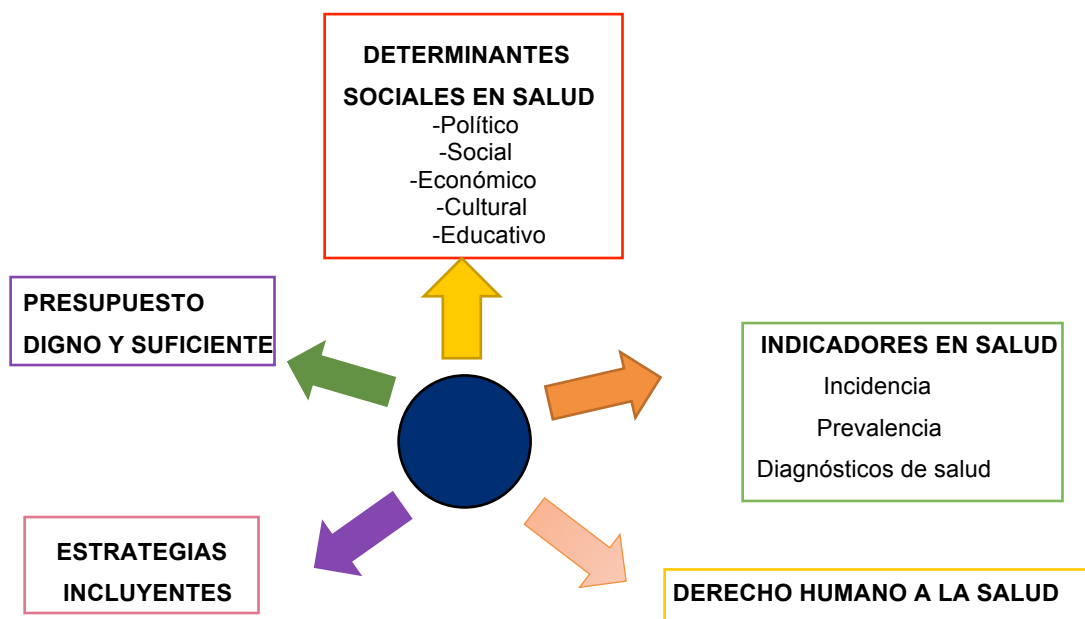 DETERMINANTES
SOCIALES EN SALUD
-Político
-Social
-Económico
-Cultural
-Educativo
PRESUPUESTO
DIGNO Y SUFICIENTE
INDICADORES EN SALUD
Incidencia
Prevalencia
Diagnósticos de salud
ESTRATEGIAS
INCLUYENTES
DERECHO HUMANO A LA SALUD